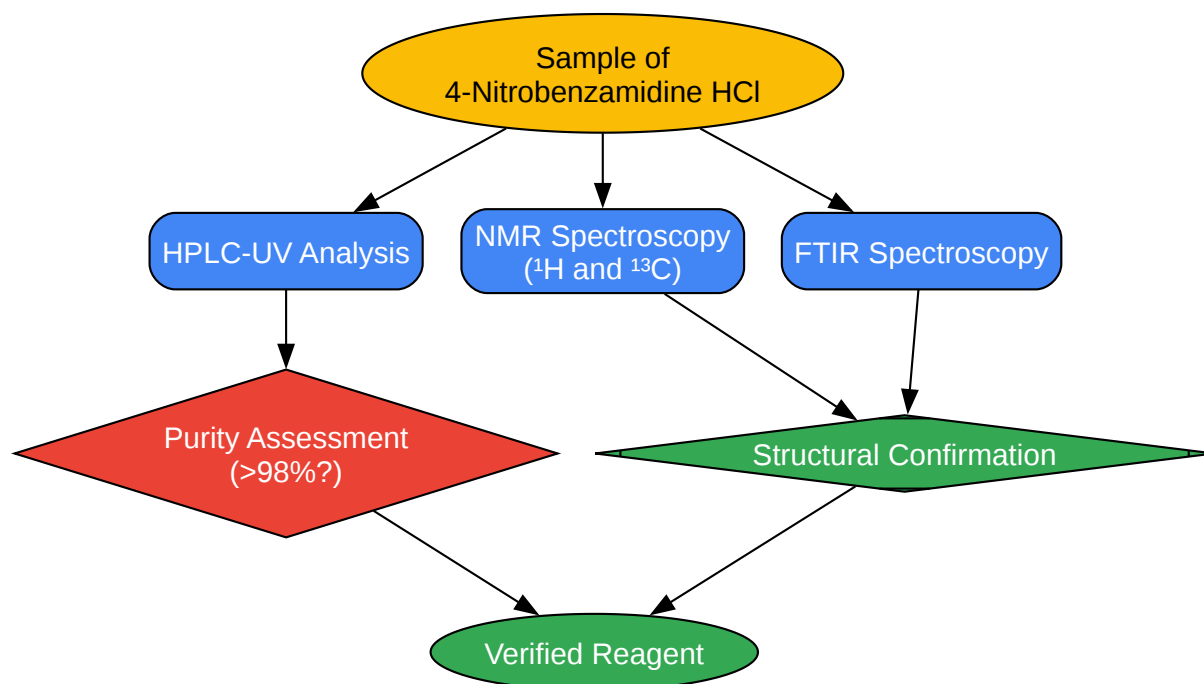 Sample of
4-Nitrobenzamidine HCl
HPLC-UV Analysis
NMR Spectroscopy
(¹H and ¹³C)
FTIR Spectroscopy
Purity Assessment
(>98%?)
Structural Confirmation
Verified Reagent